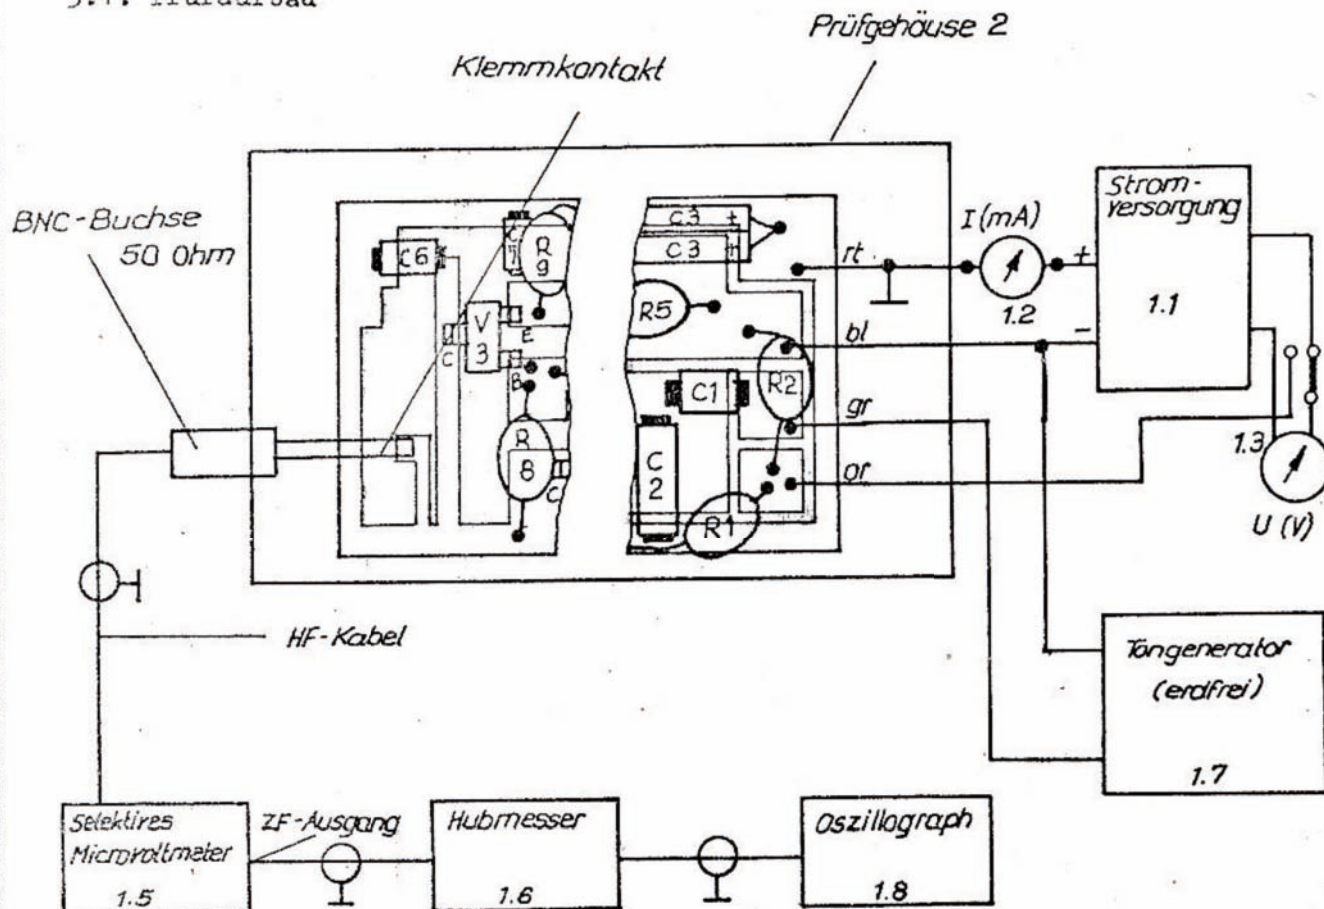 Prüfgehäuse 2
Klemmkontakt
BNC-Buchse
50 Ohm
C6
C
1
R
9
C3 +
C3 +
R5
V
3
E
C
B
R
8
C
C1
C
2
R2
R1
rt
bl
gr
or
I (mA)
1.2
+
-
Strom-
versorgung
1.1
1.3
U (V)
HF-Kabel
Tongenerator
(erdfrei)
1.7
Selektives
Microvoltmeter
1.5
ZF-Ausgang
Hubmesser
1.6
Oszillograph
1.8